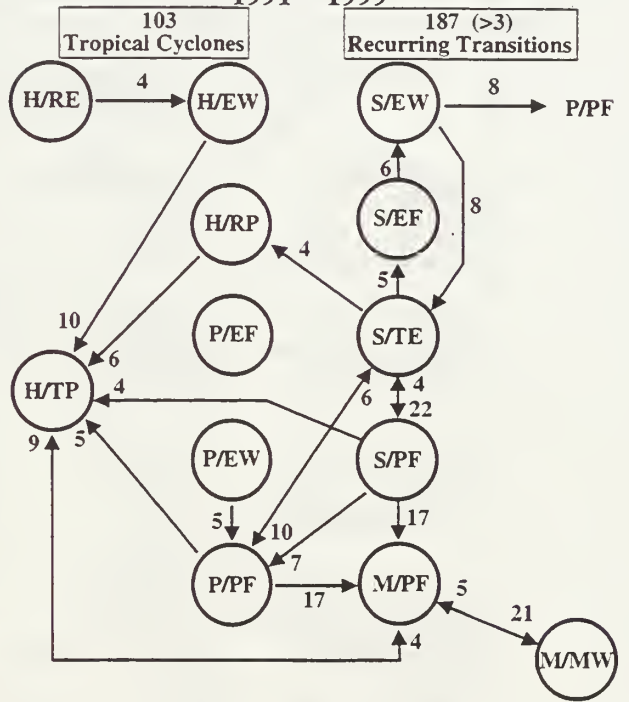 103
Tropical Cyclones
187 (>3)
Recurring Transitions
H/RE
4
H/EW
S/EW
8
P/PF
6
S/EF
8
H/RP
4
5
10
6
P/EF
S/TE
H/TP
4
6
4
22
9
5
P/EW
S/PF
5
10
7
17
P/PF
17
M/PF
5
21
4
M/MW